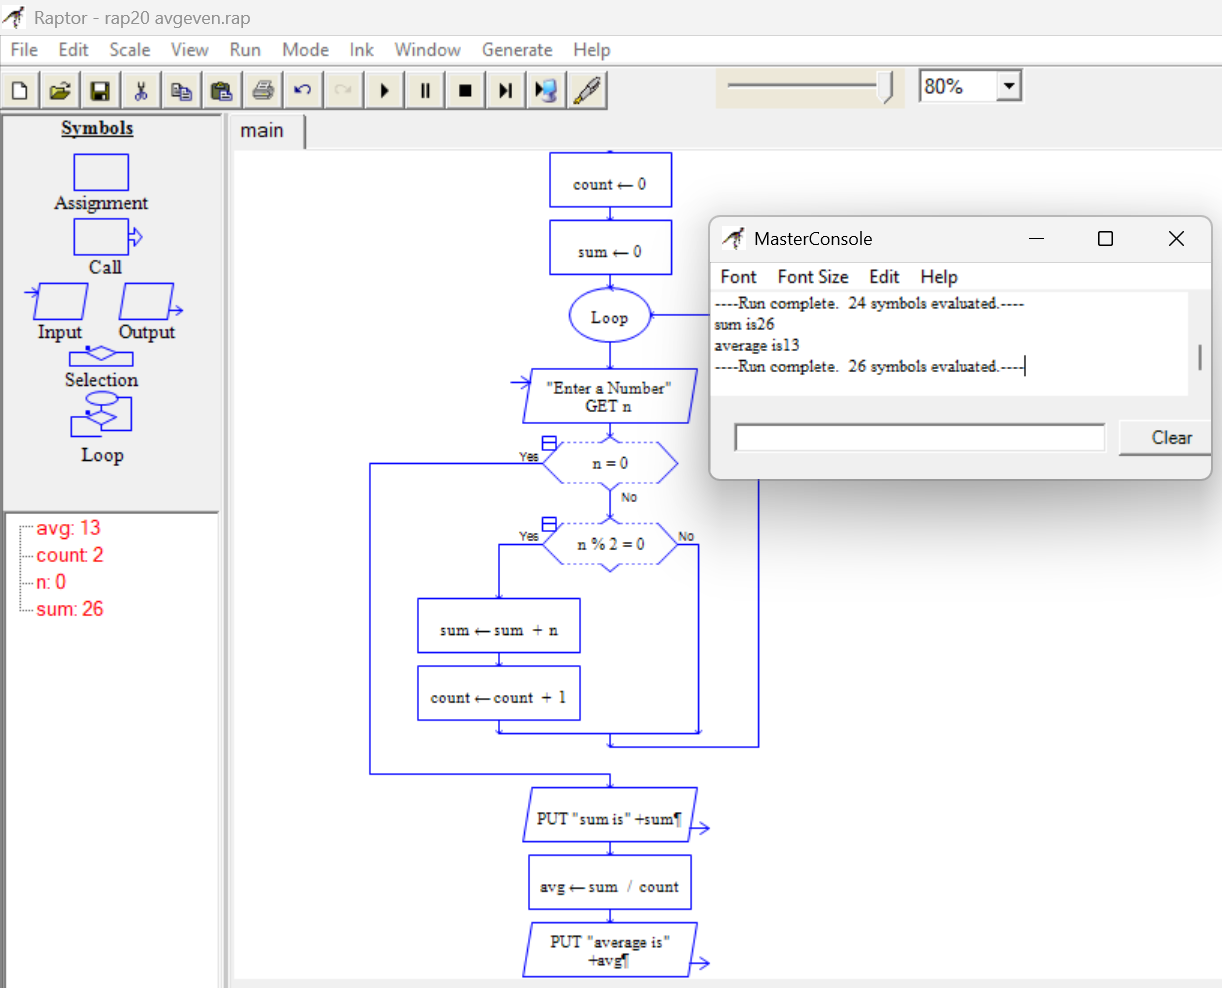 Raptor - rap20 avgeven.rap
File Edit Scale View Run Mode Ink Window Generate Help
80%
Symbols
Assignment
Call
Input Output
Selection
Loop
avg: 13
count: 2
n: 0
sum: 26
main
count ← 0
sum ← 0
Loop
"Enter a Number"
GET n
Yes
n = 0
No
Yes
n % 2 = 0
No
sum ← sum + n
count ← count + 1
PUT "sum is" +sum¶
avg ← sum / count
PUT "average is"
+avg¶
MasterConsole
Font Font Size Edit Help
----Run complete. 24 symbols evaluated.----
sum is26
average is13
----Run complete. 26 symbols evaluated.----
Clear